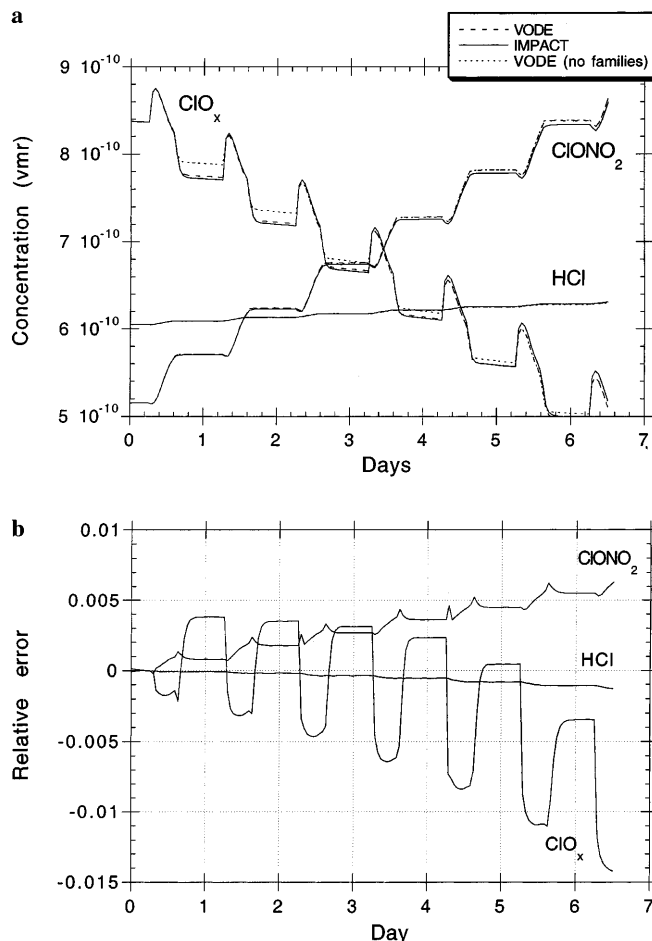 a
VODE
IMPACT
VODE (no families)
9 10-10
8 10-10
7 10-10
6 10-10
5 10-10
Concentration (vmr)
ClOx
ClONO2
HCl
0 1 2 3 4 5 6 7
Days
b
0.01
0.005
0
-0.005
-0.01
-0.015
Relative error
ClONO2
HCl
ClOx
0 1 2 3 4 5 6 7
Day